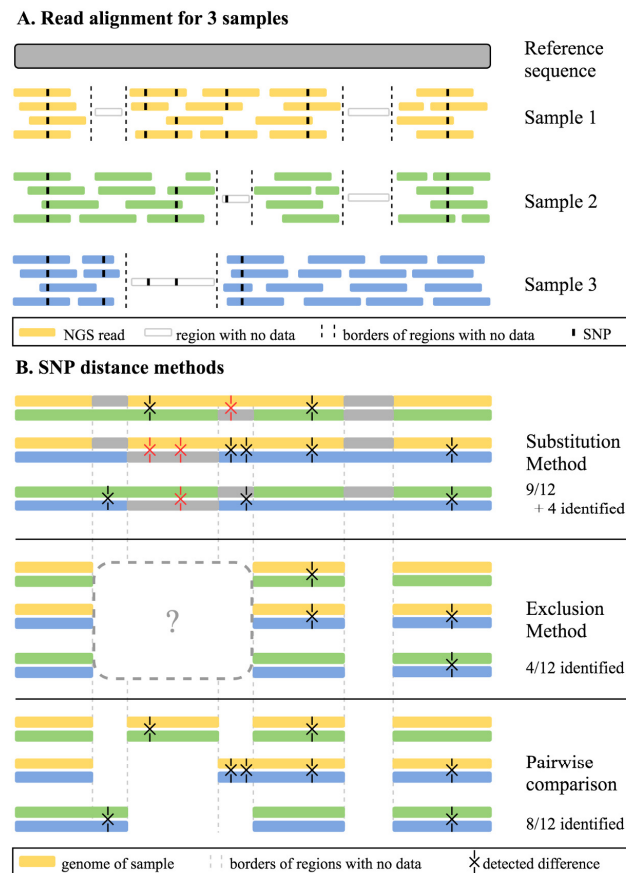 A. Read alignment for 3 samples
Reference
sequence
Sample 1
Sample 2
Sample 3
NGS read
region with no data
borders of regions with no data
SNP
B. SNP distance methods
Substitution
Method
9/12
+ 4 identified
?
Exclusion
Method
4/12 identified
Pairwise
comparison
8/12 identified
genome of sample
borders of regions with no data
detected difference